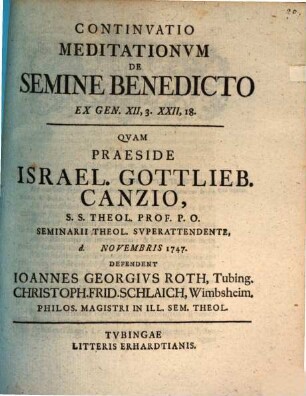 CONTINVATIO
MEDITATIONVM
DE
SEMINE BENEDICTO
EX GEN. XII, 3. XXII, 18.
QVAM
PRAESIDE
ISRAEL. GOTTLIEB.
CANZIO,
S. S. THEOL. PROF. P. O.
SEMINARII THEOL. SVPERATTENDENTE,
d. NOVEMBRIS 1747.
DEFENDENT
IOANNES GEORGIVS ROTH, Tubing.
CHRISTOPH. FRID. SCHLAICH, Wimbsheim.
PHILOS. MAGISTRI IN ILL. SEM. THEOL.
TVBINGAE
LITTERIS ERHARDTIANIS.